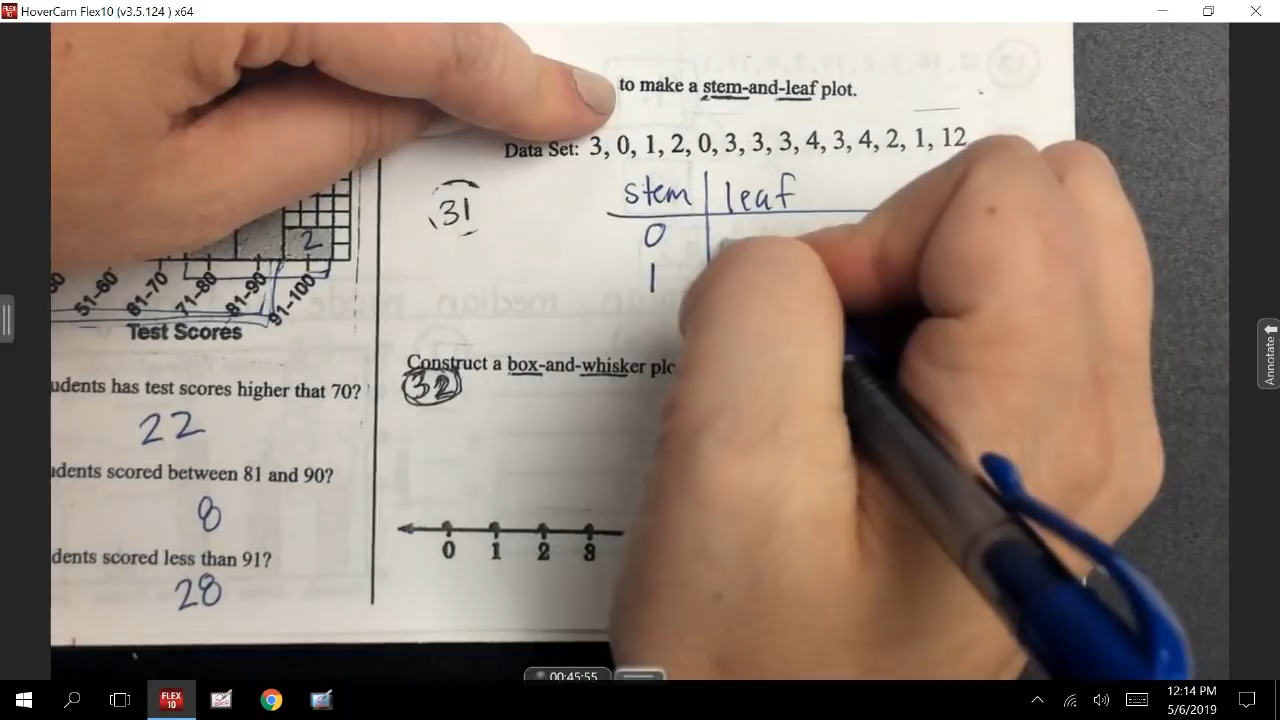 HoverCam Flex10 (v3.5.124 ) x64
to make a stem-and-leaf plot.
Data Set: 3, 0, 1, 2, 0, 3, 3, 3, 4, 3, 4, 2, 1, 12
stem leaf
0
1
31
2
51-60 61-70 71-80 81-90 91-100
Test Scores
udents has test scores higher that 70?
22
udents scored between 81 and 90?
8
dents scored less than 91?
28
Construct a box-and-whisker plo
32
0 1 2 3
Annotate
00:45:55
FLEX 10
12:14 PM
5/6/2019